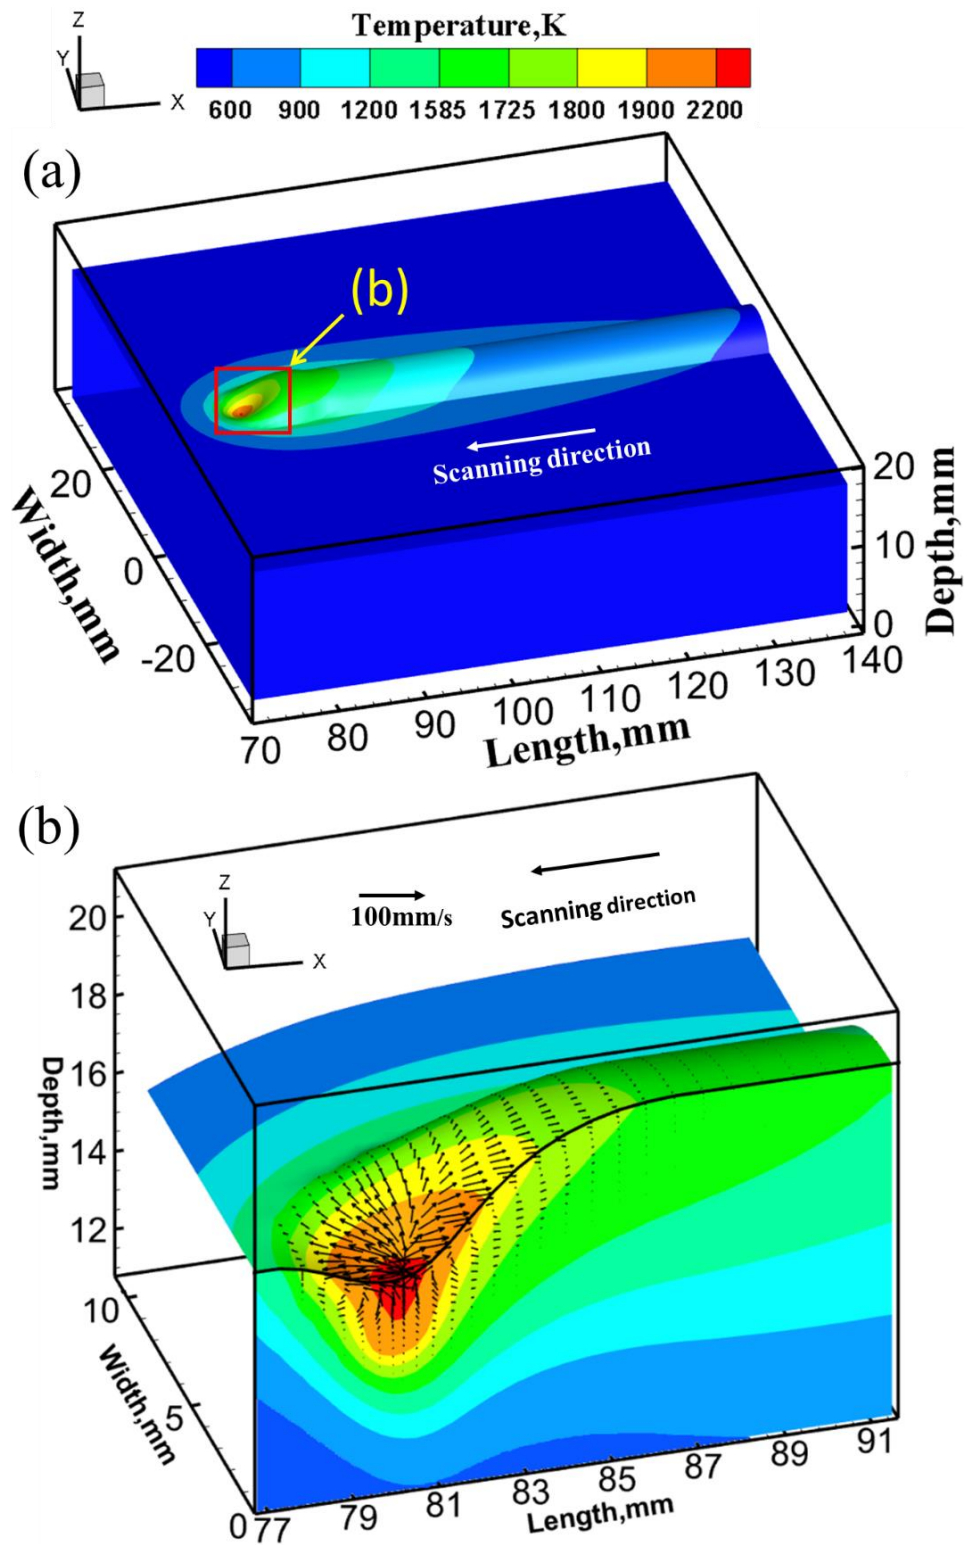 Temperature,K
Z
Y
X
600 900 1200 1585 1725 1800 1900 2200
(a)
(b)
Scanning direction
20
0
-20
Width,mm
20
10
0
Depth,mm
70 80 90 100 110 120 130 140
Length,mm
(b)
Z
Y
X
100mm/s
Scanning direction
20
18
16
14
12
Depth,mm
10
5
0
Width,mm
77 79 81 83 85 87 89 91
Length,mm